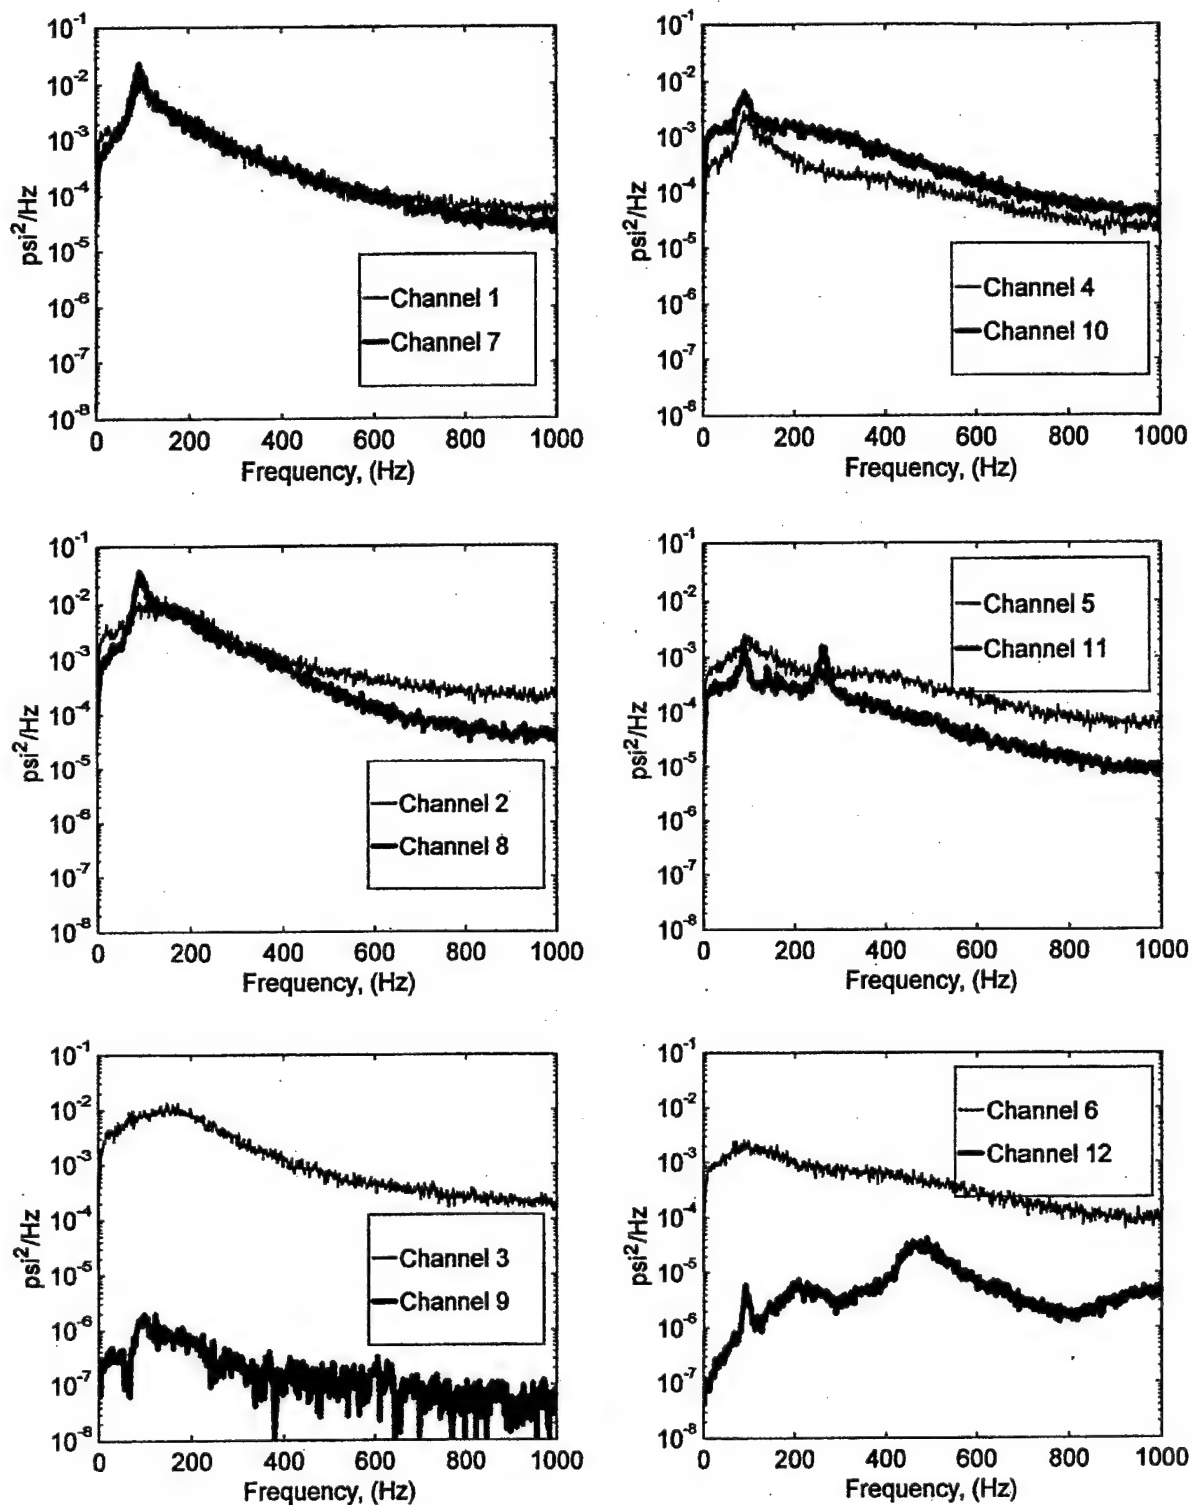 10-1
10-2
10-3
10-4
10-5
10-6
10-7
10-8
psi2/Hz
Channel 1
Channel 7
0 200 400 600 800 1000
Frequency, (Hz)
10-1
10-2
10-3
10-4
10-5
10-6
10-7
10-8
psi2/Hz
Channel 4
Channel 10
0 200 400 600 800 1000
Frequency, (Hz)
10-1
10-2
10-3
10-4
10-5
10-6
10-7
10-8
psi2/Hz
Channel 2
Channel 8
0 200 400 600 800 1000
Frequency, (Hz)
10-1
10-2
10-3
10-4
10-5
10-6
10-7
10-8
psi2/Hz
Channel 5
Channel 11
0 200 400 600 800 1000
Frequency, (Hz)
10-1
10-2
10-3
10-4
10-5
10-6
10-7
10-8
psi2/Hz
Channel 3
Channel 9
0 200 400 600 800 1000
Frequency, (Hz)
10-1
10-2
10-3
10-4
10-5
10-6
10-7
10-8
psi2/Hz
Channel 6
Channel 12
0 200 400 600 800 1000
Frequency, (Hz)